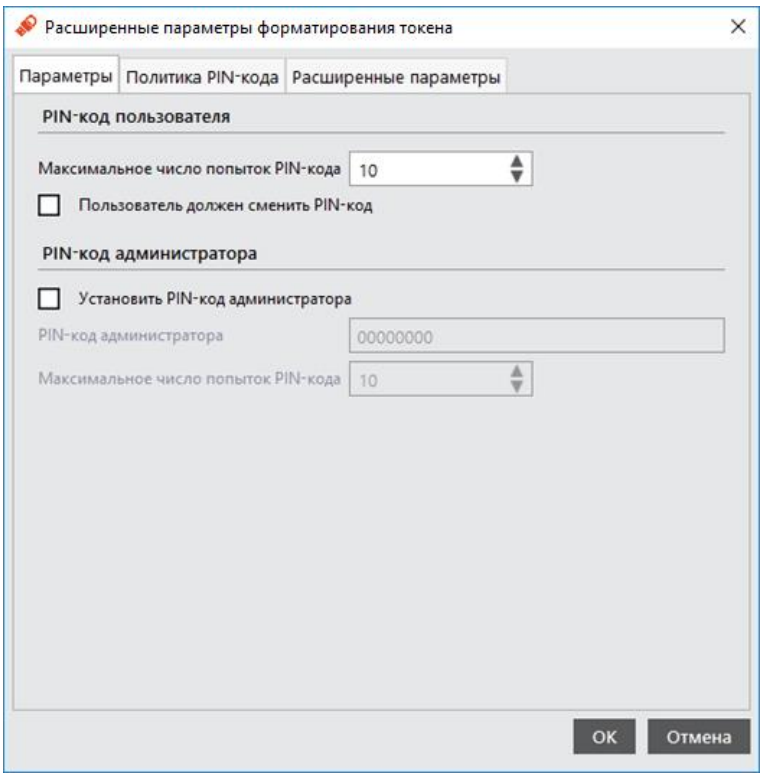 Расширенные параметры форматирования токена
Параметры Политика PIN-кода Расширенные параметры
PIN-код пользователя
Максимальное число попыток PIN-кода 10
Пользователь должен сменить PIN-код
PIN-код администратора
Установить PIN-код администратора
PIN-код администратора 00000000
Максимальное число попыток PIN-кода 10
ОК Отмена